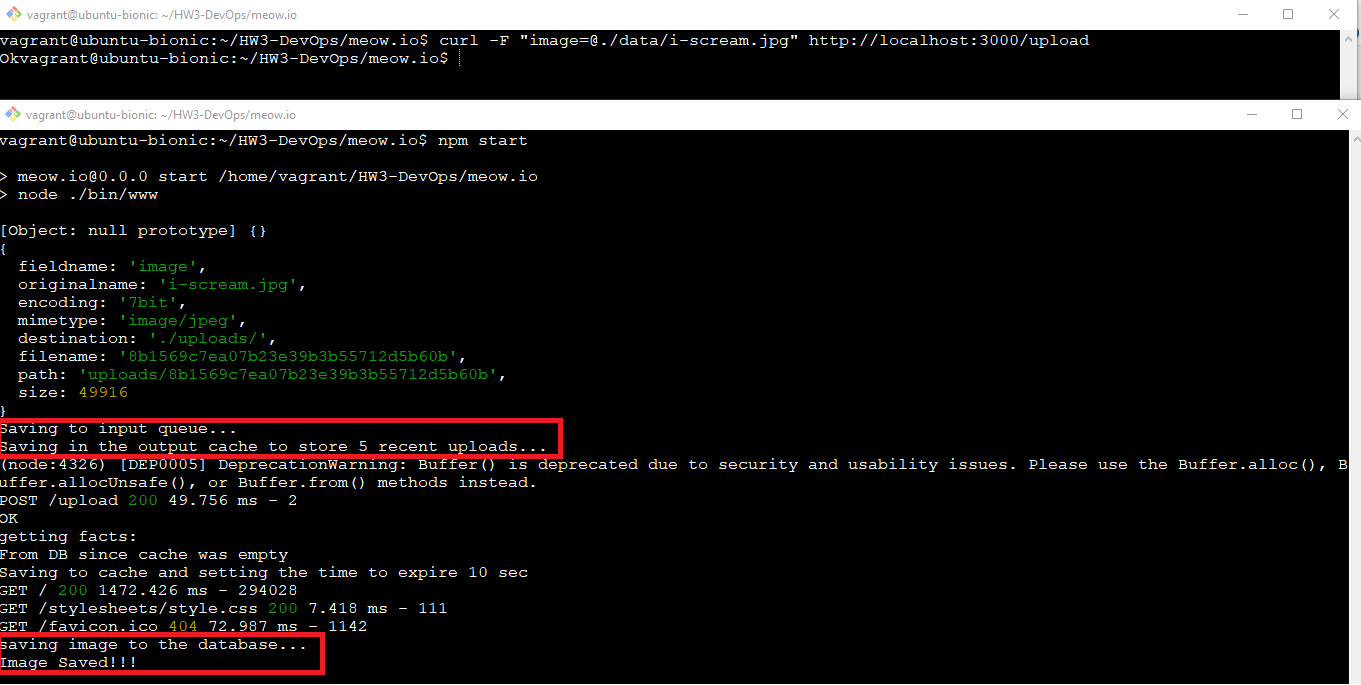 vagrant@ubuntu-bionic: ~/HW3-DevOps/meow.io
vagrant@ubuntu-bionic:~/HW3-DevOps/meow.io$ curl -F "image=@./data/i-scream.jpg" http://localhost:3000/upload
Okvagrant@ubuntu-bionic:~/HW3-DevOps/meow.io$
vagrant@ubuntu-bionic: ~/HW3-DevOps/meow.io
vagrant@ubuntu-bionic:~/HW3-DevOps/meow.io$ npm start
> meow.io@0.0.0 start /home/vagrant/HW3-DevOps/meow.io
> node ./bin/www
[Object: null prototype] {}
{
  fieldname: 'image',
  originalname: 'i-scream.jpg',
  encoding: '7bit',
  mimetype: 'image/jpeg',
  destination: './uploads/',
  filename: '8b1569c7ea07b23e39b3b55712d5b60b',
  path: 'uploads/8b1569c7ea07b23e39b3b55712d5b60b',
  size: 49916
}
Saving to input queue...
Saving in the output cache to store 5 recent uploads...
(node:4326) [DEP0005] DeprecationWarning: Buffer() is deprecated due to security and usability issues. Please use the Buffer.alloc(), B
uffer.allocUnsafe(), or Buffer.from() methods instead.
POST /upload 200 49.756 ms - 2
OK
getting facts:
From DB since cache was empty
Saving to cache and setting the time to expire 10 sec
GET / 200 1472.426 ms - 294028
GET /stylesheets/style.css 200 7.418 ms - 111
GET /favicon.ico 404 72.987 ms - 1142
saving image to the database...
Image Saved!!!